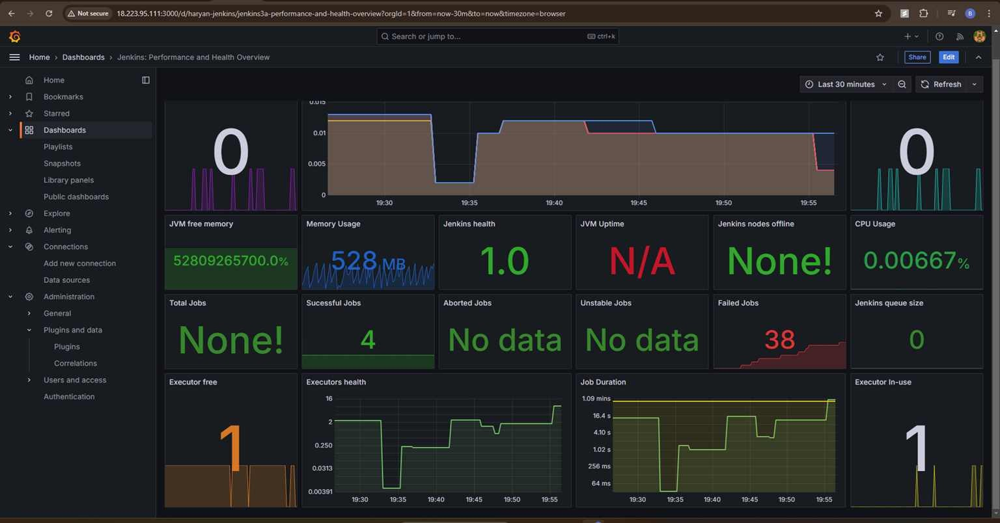 Not secure 18.223.95.111:3000/d/haryan-jenkins/jenkins3a-performance-and-health-overview?orgId=1&from=now-30m&to=now&timezone=browser
B
Search or jump to... ctrl+k
Home › Dashboards › Jenkins: Performance and Health Overview
Share
Edit
Last 30 minutes
Refresh
Home
Bookmarks
Starred
Dashboards
Playlists
Snapshots
Library panels
Public dashboards
Explore
Alerting
Connections
Add new connection
Data sources
Administration
General
Plugins and data
Plugins
Correlations
Users and access
Authentication
0
0.015
0.01
0.005
0
19:30 19:35 19:40 19:45 19:50 19:55
0
JVM free memory
52809265700.0%
Memory Usage
528 MB
Jenkins health
1.0
JVM Uptime
N/A
Jenkins nodes offline
None!
CPU Usage
0.00667%
Total Jobs
None!
Sucessful Jobs
4
Aborted Jobs
No data
Unstable Jobs
No data
Failed Jobs
38
Jenkins queue size
0
Executor free
1
Executors health
16
2
0.250
0.0313
0.00391
19:30 19:35 19:40 19:45 19:50 19:55
Job Duration
1.09 mins
16.4 s
4.10 s
1.02 s
256 ms
64 ms
19:30 19:35 19:40 19:45 19:50 19:55
Executor In-use
1